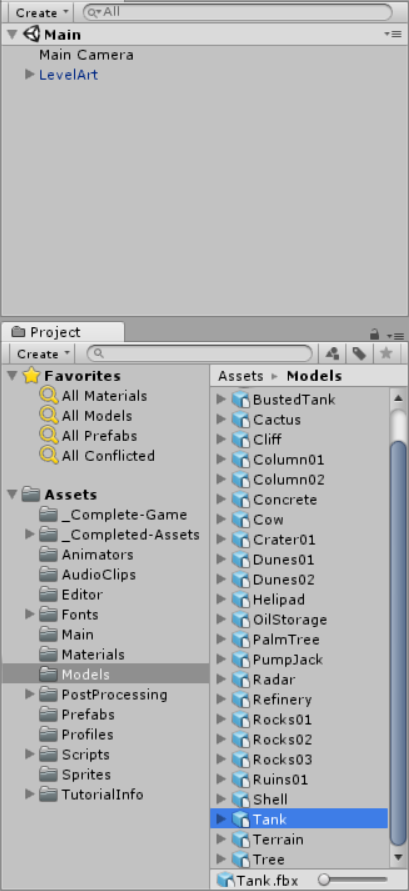 Create All
Main
Main Camera
LevelArt
Project
Create
Favorites
All Materials
All Models
All Prefabs
All Conflicted
Assets
_Complete-Game
_Completed-Assets
Animators
AudioClips
Editor
Fonts
Main
Materials
Models
PostProcessing
Prefabs
Profiles
Scripts
Sprites
TutorialInfo
Assets Models
BustedTank
Cactus
Cliff
Column01
Column02
Concrete
Cow
Crater01
Dunes01
Dunes02
Helipad
OilStorage
PalmTree
PumpJack
Radar
Refinery
Rocks01
Rocks02
Rocks03
Ruins01
Shell
Tank
Terrain
Tree
Tank.fbx